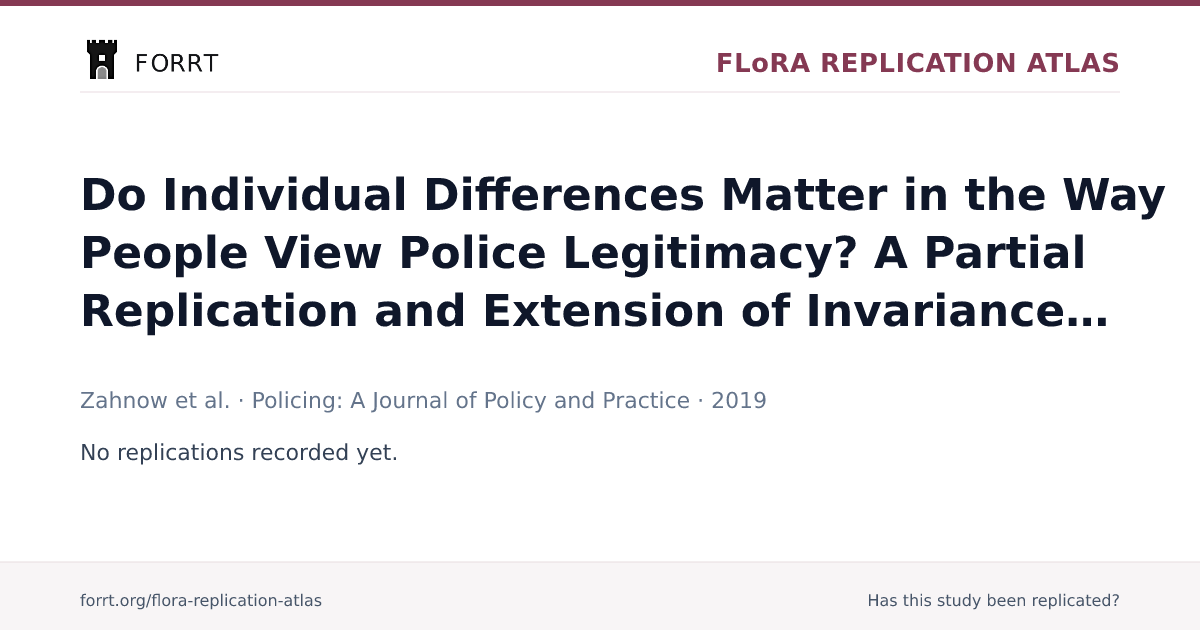 FORRT
FLoRA REPLICATION ATLAS
Do Individual Differences Matter in the Way
People View Police Legitimacy? A Partial
Replication and Extension of Invariance…
Zahnow et al. · Policing: A Journal of Policy and Practice · 2019
No replications recorded yet.
forrt.org/flora-replication-atlas
Has this study been replicated?